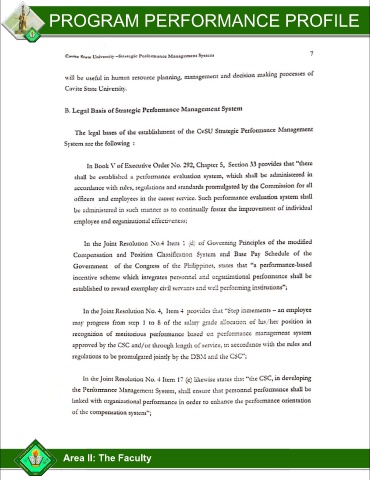 PROGRAM PERFORMANCE PROFILE
Cavite State University –Strategic Performance Management System 7
will be useful in human resource planning, management and decision making processes of
Cavite State University.
B. Legal Basis of Strategic Performance Management System
The legal bases of the establishment of the CvSU Strategic Performance Management
System are the following :
In Book V of Executive Order No. 292, Chapter 5, Section 33 provides that "there
shall be established a performance evaluation system, which shall be administered in
accordance with rules, regulations and standards promulgated by the Commission for all
officers and employees in the career service. Such performance evaluation system shall
be administered in such manner as to continually foster the improvement of individual
employee and organizational effectiveness;
In the Joint Resolution No.4 Item 1 (d) of Governing Principles of the modified
Compensation and Position Classification System and Base Pay Schedule of the
Government of the Congress of the Philippines, states that "a performance-based
incentive scheme which integrates personnel and organizational performance shall be
established to reward exemplary civil servants and well performing institutions";
In the Joint Resolution No. 4, Item 4 provides that "Step increments – an employee
may progress from step 1 to 8 of the salary grade allocation of his/her position in
recognition of meritorious performance based on performance management system
approved by the CSC and/or through length of service, in accordance with the rules and
regulations to be promulgated jointly by the DBM and the CSC";
In the Joint Resolution No. 4 Item 17 (c) likewise states that "the CSC, in developing
the Performance Management System, shall ensure that personnel performance shall be
linked with organizational performance in order to enhance the performance orientation
of the compensation system";
Area II: The Faculty